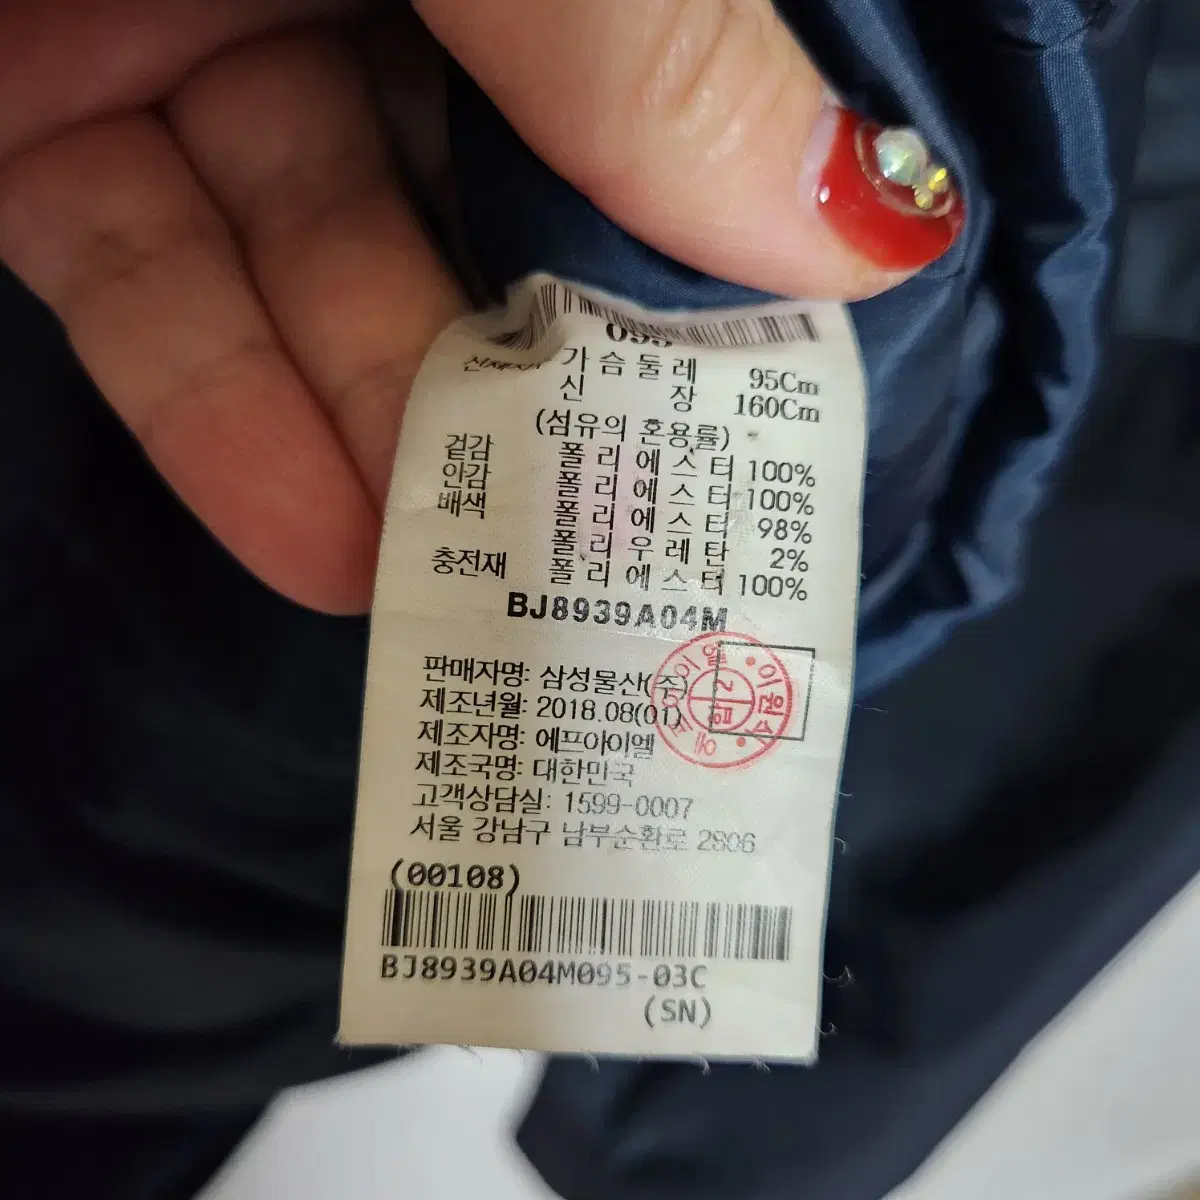 095
신체치수 가슴둘레 95Cm
신장 160Cm
(섬유의 혼용률)
겉감 폴리에스터 100%
안감 폴리에스터 100%
배색 폴리에스터 98%
폴리우레탄 2%
충전재 폴리에스터 100%
BJ8939A04M
판매자명: 삼성물산(주)
제조년월: 2018.08(01)
제조자명: 에프아이엘
제조국명: 대한민국
고객상담실: 1599-0007
서울 강남구 남부순환로 2806
(00108)
BJ8939A04M095-03C
(SN)